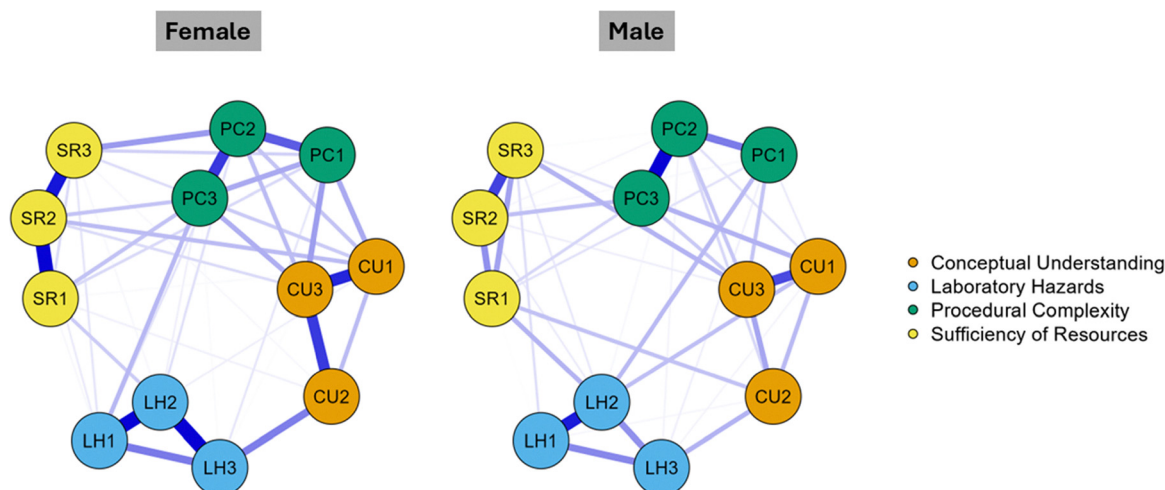 Female
Male
PC2
PC1
SR3
PC3
SR2
CU1
CU3
SR1
CU2
LH2
LH1
LH3
PC2
PC1
SR3
PC3
SR2
CU1
CU3
SR1
CU2
LH2
LH1
LH3
Conceptual Understanding
Laboratory Hazards
Procedural Complexity
Sufficiency of Resources